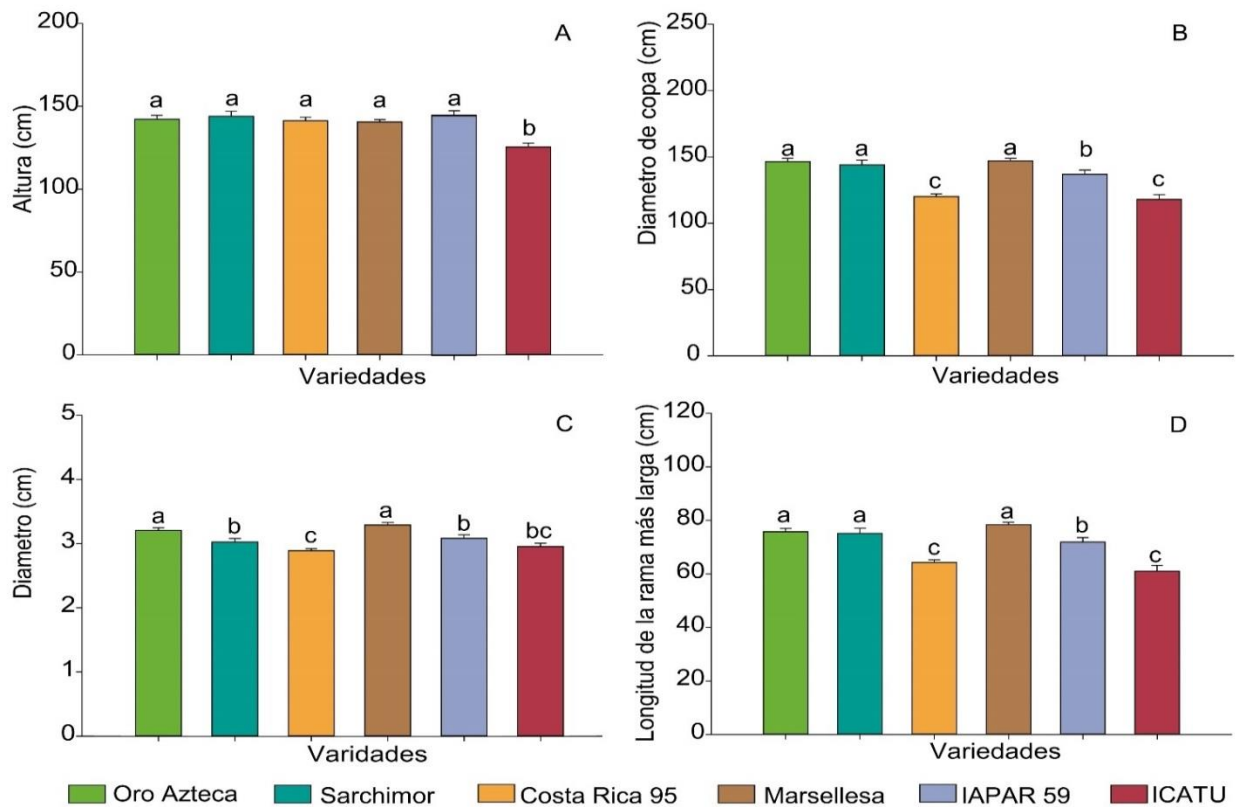 A
Altura (cm)
200
150
100
50
0
a a a a a b
Variedades
B
Diametro de copa (cm)
250
200
150
100
50
0
a a c a b c
Variedades
C
Diametro (cm)
5
4
3
2
1
0
a b c a b bc
Varidades
D
Longitud de la rama más larga (cm)
120
100
80
60
40
20
0
a a c a b c
Variedades
Oro Azteca Sarchimor Costa Rica 95 Marsellesa IAPAR 59 ICATU